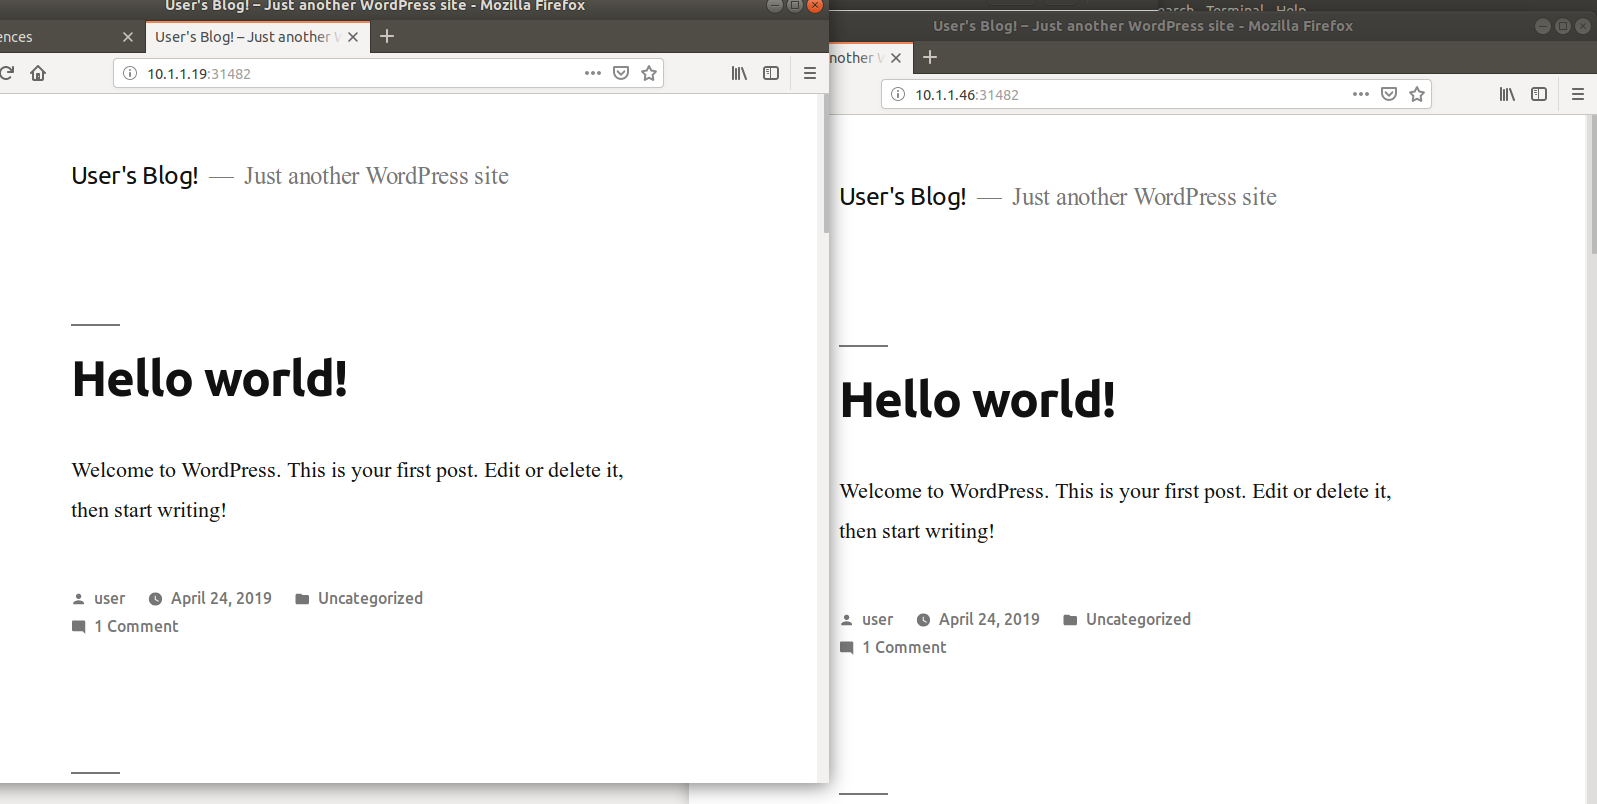 User's Blog! – Just another WordPress site - Mozilla Firefox
ences
User's Blog! – Just another
10.1.1.19:31482
User's Blog! — Just another WordPress site
Hello world!
Welcome to WordPress. This is your first post. Edit or delete it,
then start writing!
user April 24, 2019 Uncategorized
1 Comment
earch Terminal Help
User's Blog! – Just another WordPress site - Mozilla Firefox
nother W
10.1.1.46:31482
User's Blog! — Just another WordPress site
Hello world!
Welcome to WordPress. This is your first post. Edit or delete it,
then start writing!
user April 24, 2019 Uncategorized
1 Comment